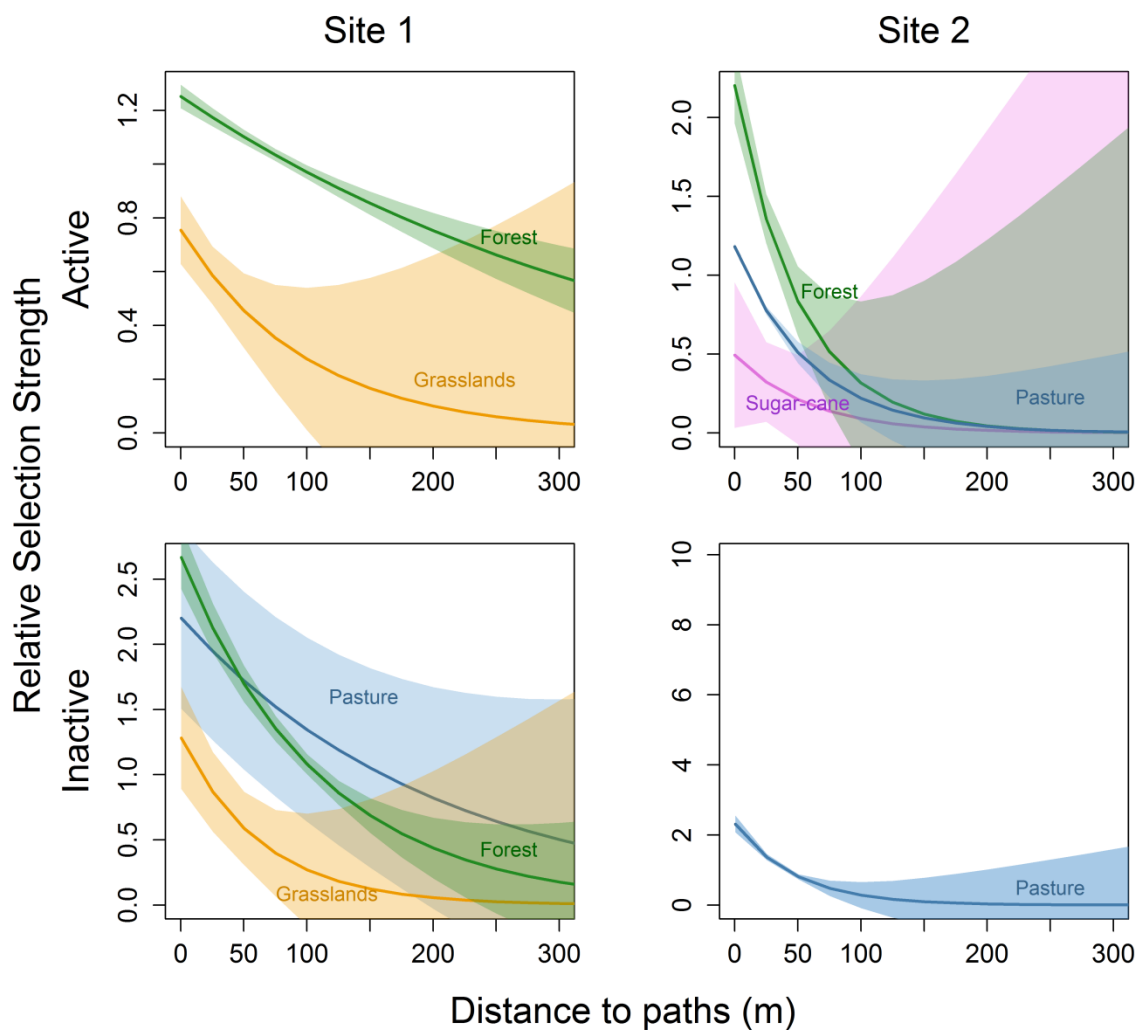 Site 1
Site 2
Relative Selection Strength
Active
Inactive
0.0 0.4 0.8 1.2
Forest
Grasslands
0 50 100 200 300
0.0 0.5 1.0 1.5 2.0
Forest
Sugar-cane
Pasture
0 50 100 200 300
0.0 0.5 1.0 1.5 2.0 2.5
Pasture
Forest
Grasslands
0 50 100 200 300
0 2 4 6 8 10
Pasture
0 50 100 200 300
Distance to paths (m)